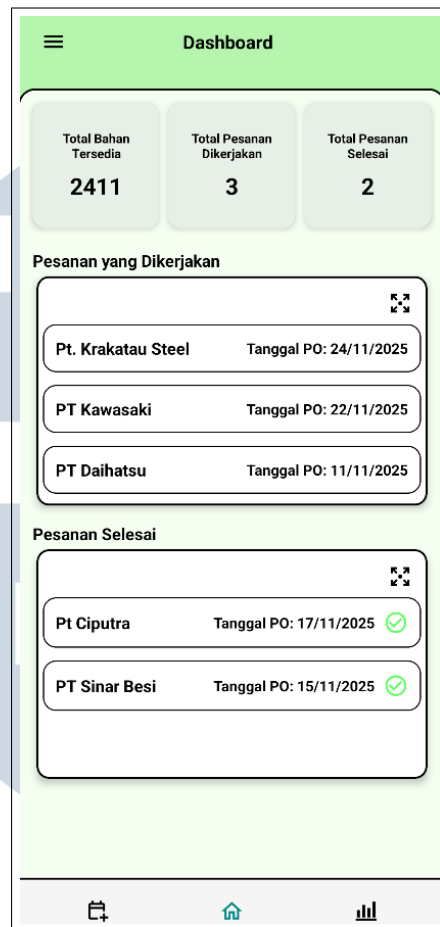 Dashboard
Total Bahan
Tersedia
2411
Total Pesanan
Dikerjakan
3
Total Pesanan
Selesai
2
Pesanan yang Dikerjakan
Pt. Krakatau Steel Tanggal PO: 24/11/2025
PT Kawasaki Tanggal PO: 22/11/2025
PT Daihatsu Tanggal PO: 11/11/2025
Pesanan Selesai
Pt Ciputra Tanggal PO: 17/11/2025
PT Sinar Besi Tanggal PO: 15/11/2025